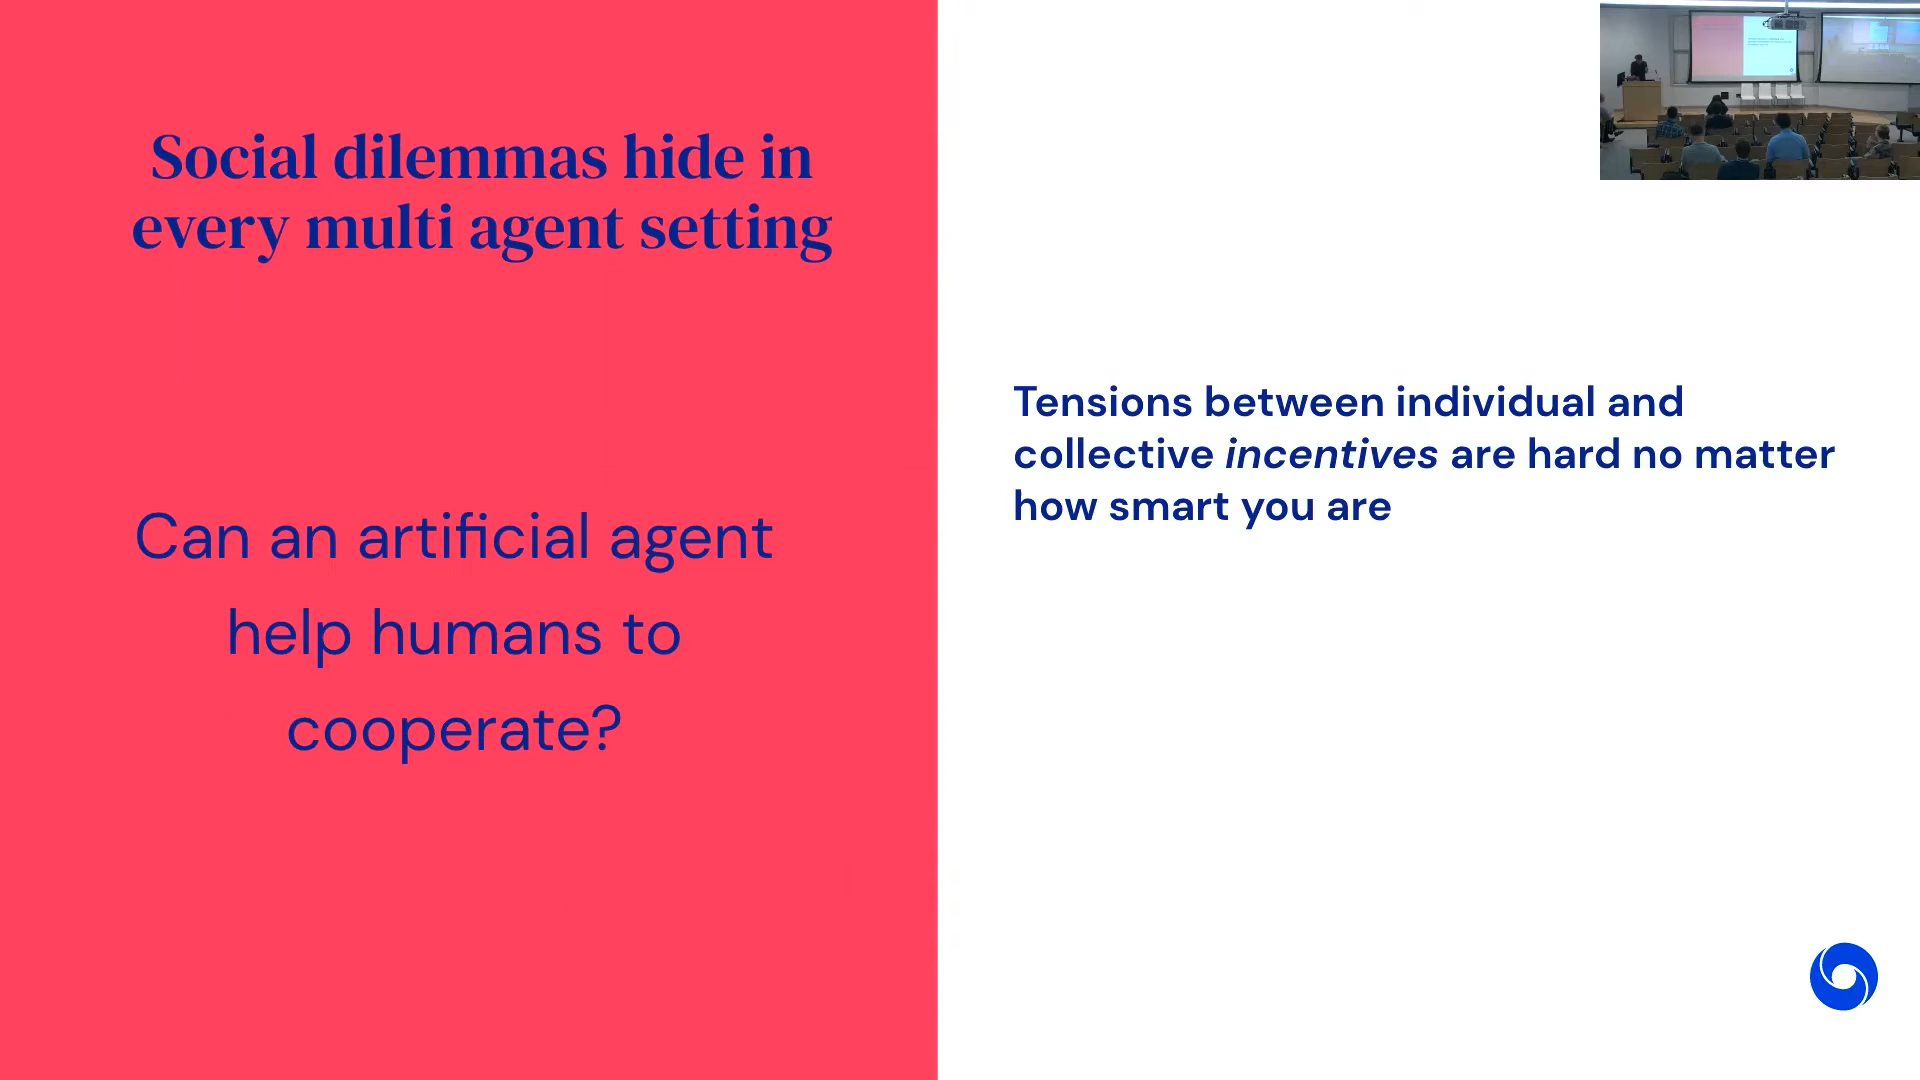 Social dilemmas hide in
every multi agent setting
Can an artificial agent
help humans to
cooperate?
Tensions between individual and
collective incentives are hard no matter
how smart you are